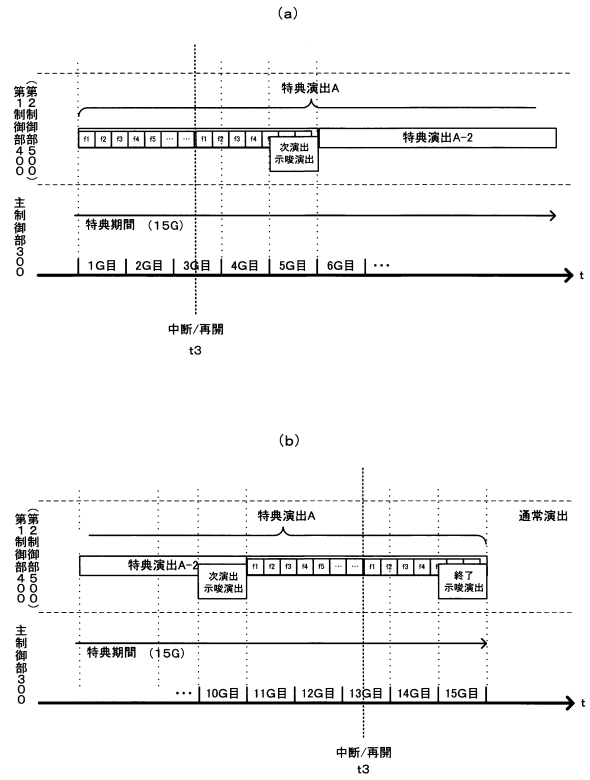 (a)
(第2制御部500)
第1制御部400
特典演出A
f1 f2 f3 f4 f5 … … f1 f2 f3 f4
次演出
示唆演出
特典演出A-2
主制御部300
特典期間 (15G)
1G目 2G目 3G目 4G目 5G目 6G目 …
t
中断/再開
t3
(b)
(第2制御部500)
第1制御部400
特典演出A
通常演出
特典演出A-2
次演出
示唆演出
f1 f2 f3 f4 f5 … … f1 f2 f3 f4
終了
示唆演出
主制御部300
特典期間 (15G)
… 10G目 11G目 12G目 13G目 14G目 15G目
t
中断/再開
t3